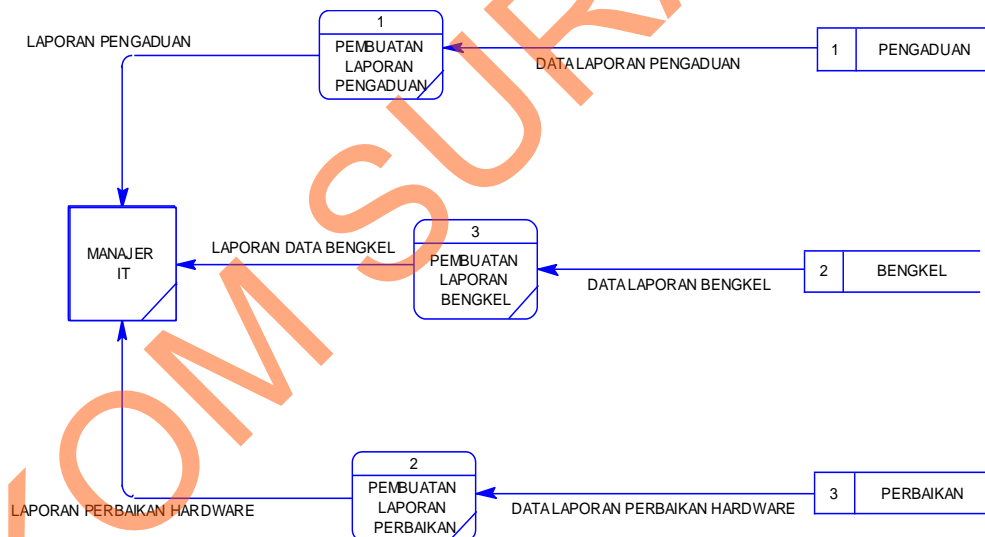 LAPORAN PENGADUAN
1
PEMBUATAN
LAPORAN
PENGADUAN
DATA LAPORAN PENGADUAN
1 PENGADUAN
MANAJER
IT
LAPORAN DATA BENGKEL
3
PEMBUATAN
LAPORAN
BENGKEL
DATA LAPORAN BENGKEL
2 BENGKEL
LAPORAN PERBAIKAN HARDWARE
2
PEMBUATAN
LAPORAN
PERBAIKAN
DATA LAPORAN PERBAIKAN HARDWARE
3 PERBAIKAN